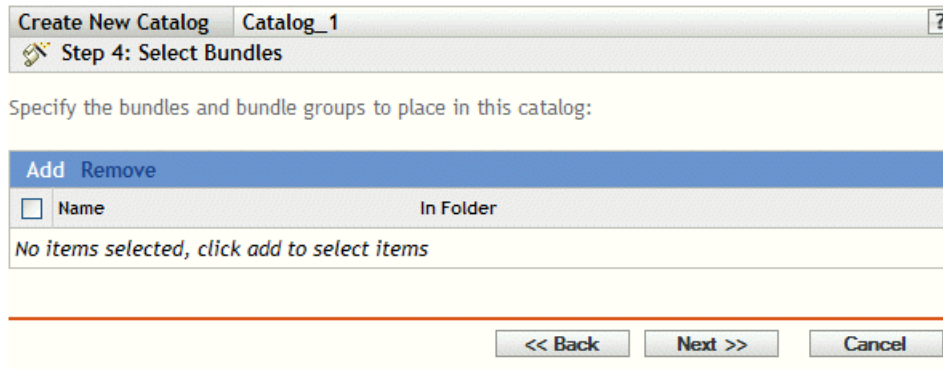 Create New Catalog Catalog_1 ?
Step 4: Select Bundles
Specify the bundles and bundle groups to place in this catalog:
Add Remove
Name In Folder
No items selected, click add to select items
<< Back Next >> Cancel